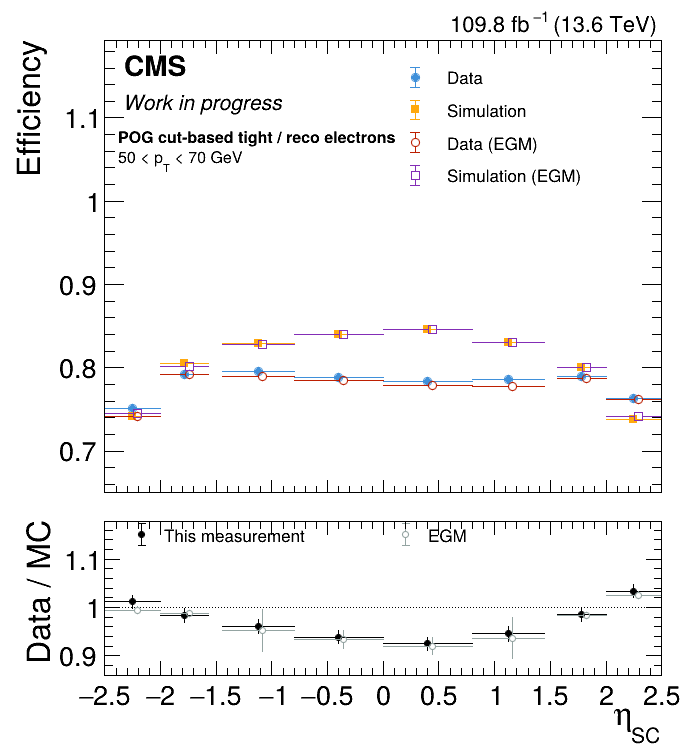 109.8 fb⁻¹ (13.6 TeV)
Efficiency
CMS
Work in progress
POG cut-based tight / reco electrons
50 < p_T < 70 GeV
Data
Simulation
Data (EGM)
Simulation (EGM)
1.1
1
0.9
0.8
0.7
Data / MC
This measurement
EGM
1.1
1
0.9
−2.5 −2 −1.5 −1 −0.5 0 0.5 1 1.5 2 2.5
η_SC